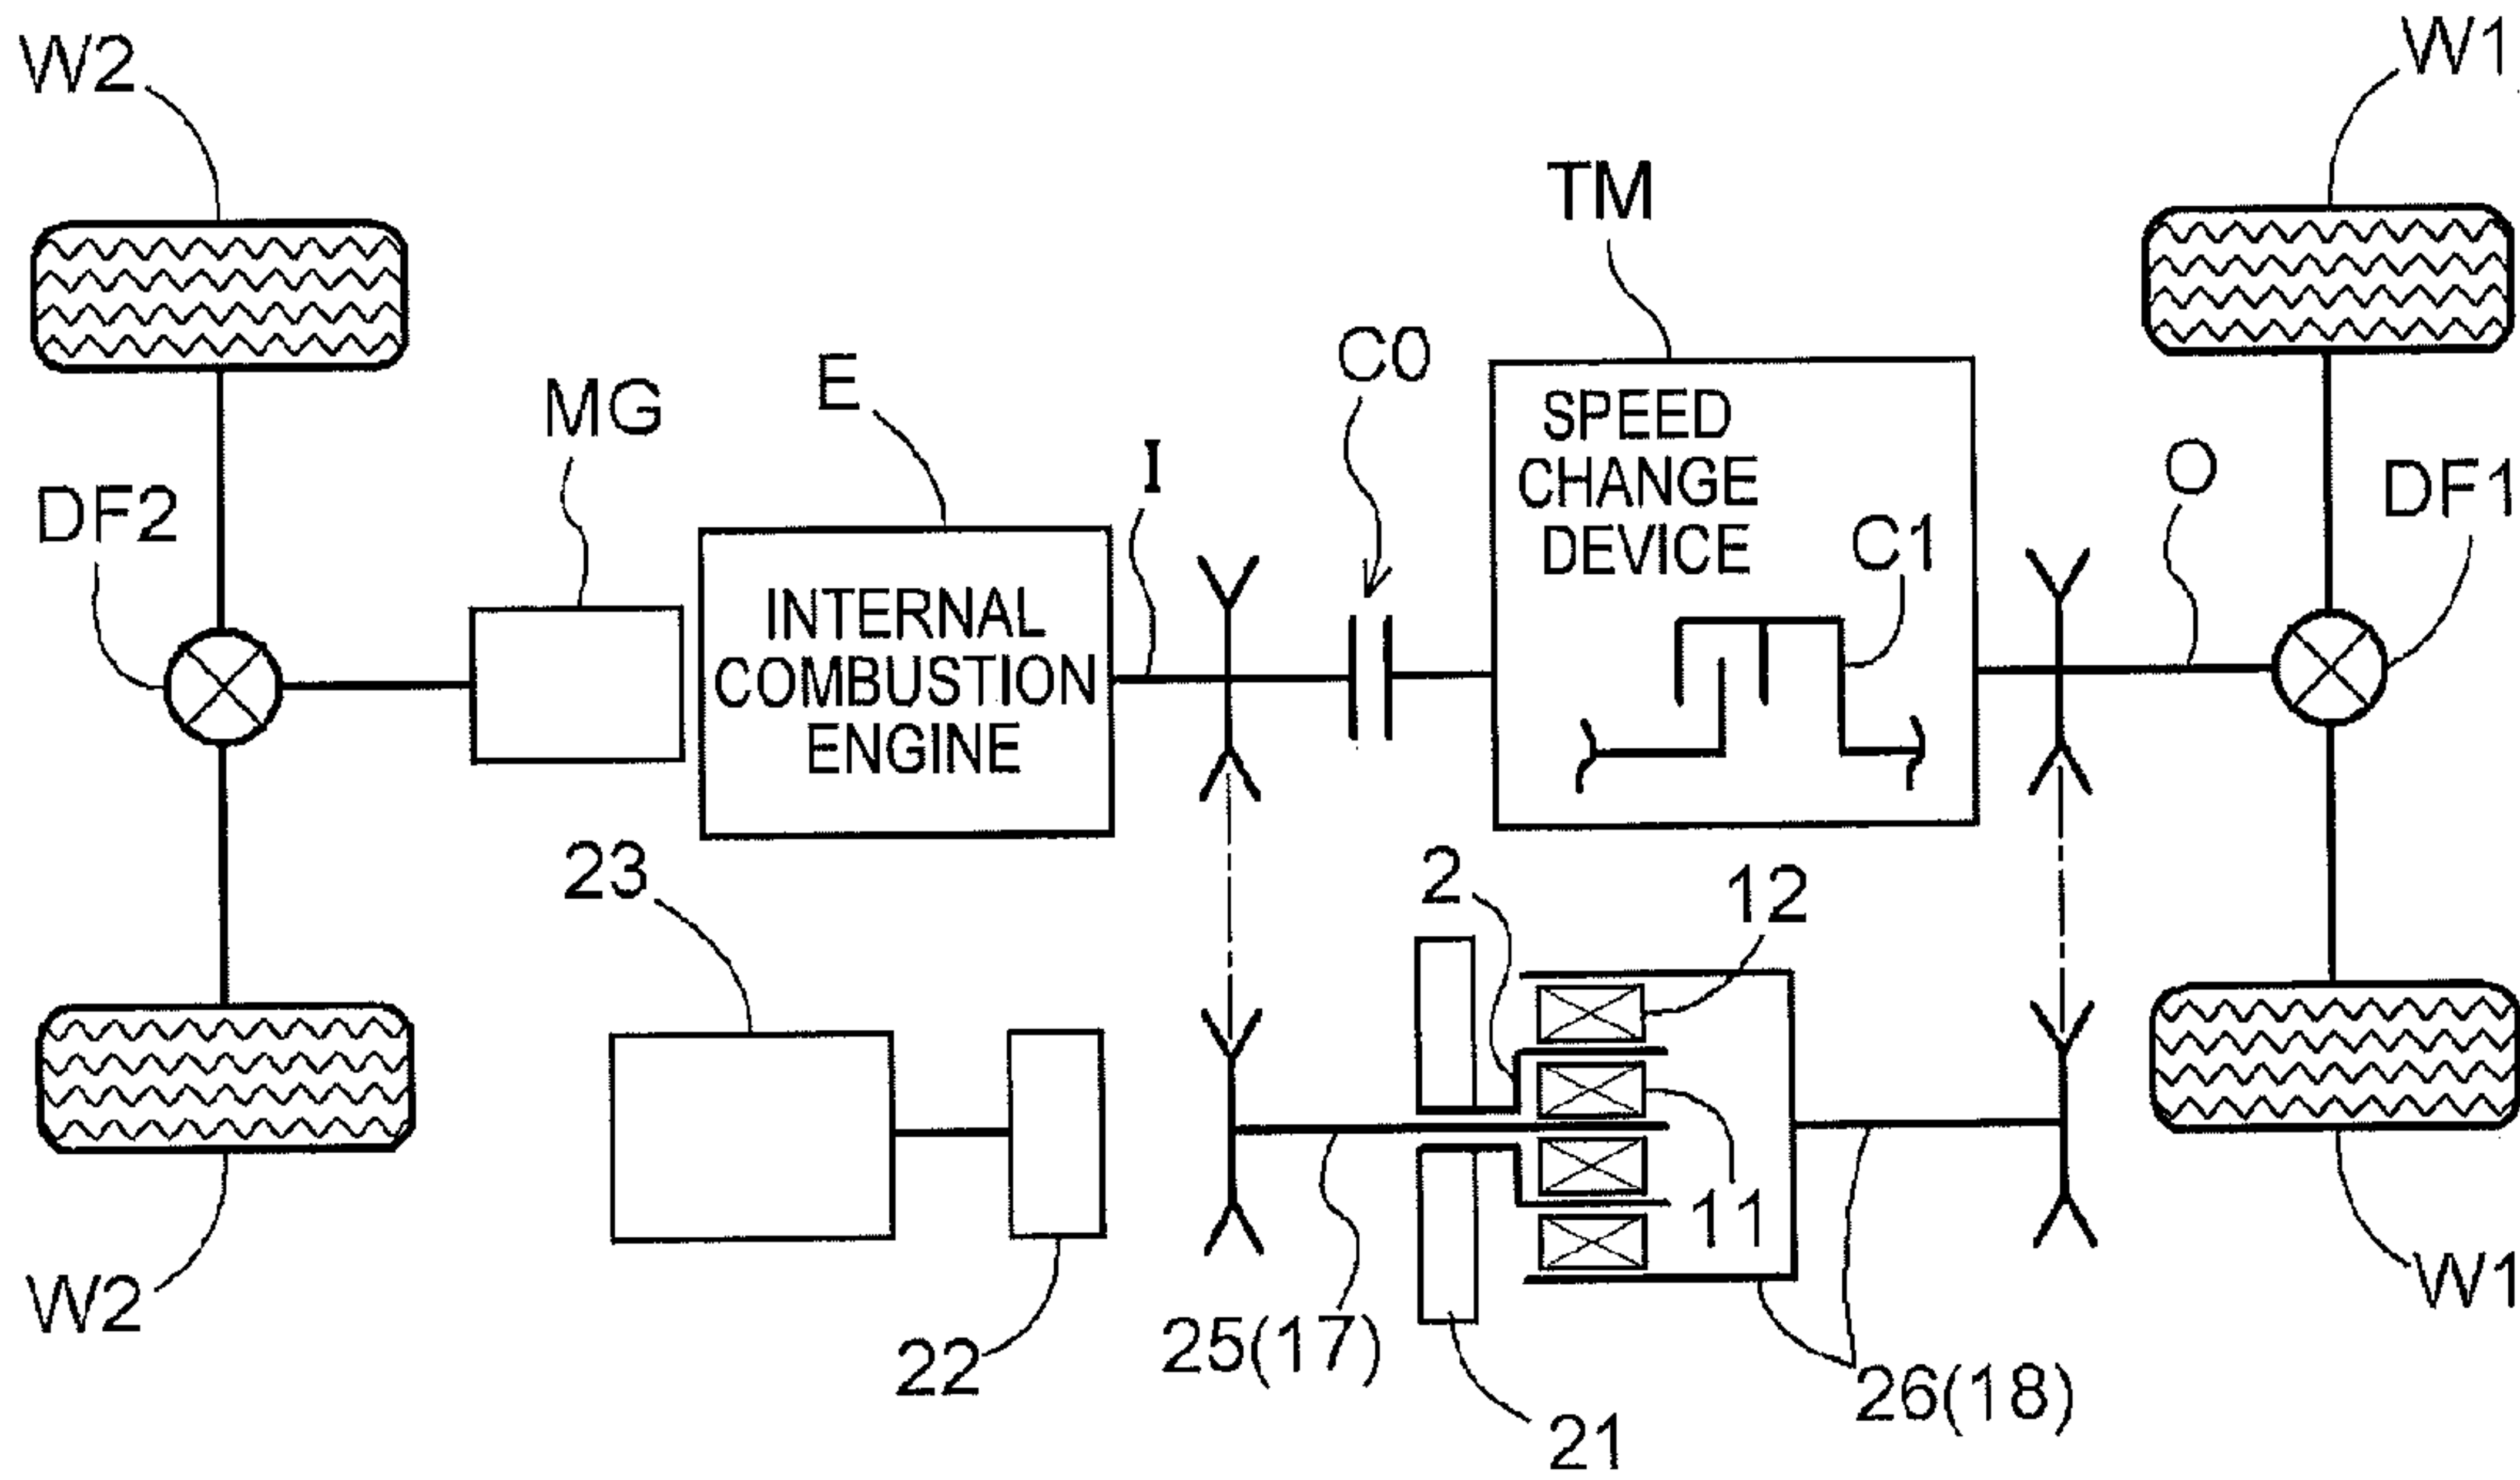 W2
W1
TM
C0
E
MG
I
O
DF2
DF1
SPEED
CHANGE
DEVICE
C1
INTERNAL
COMBUSTION
ENGINE
23
2
12
11
W2
22
25(17)
21
26(18)
W1